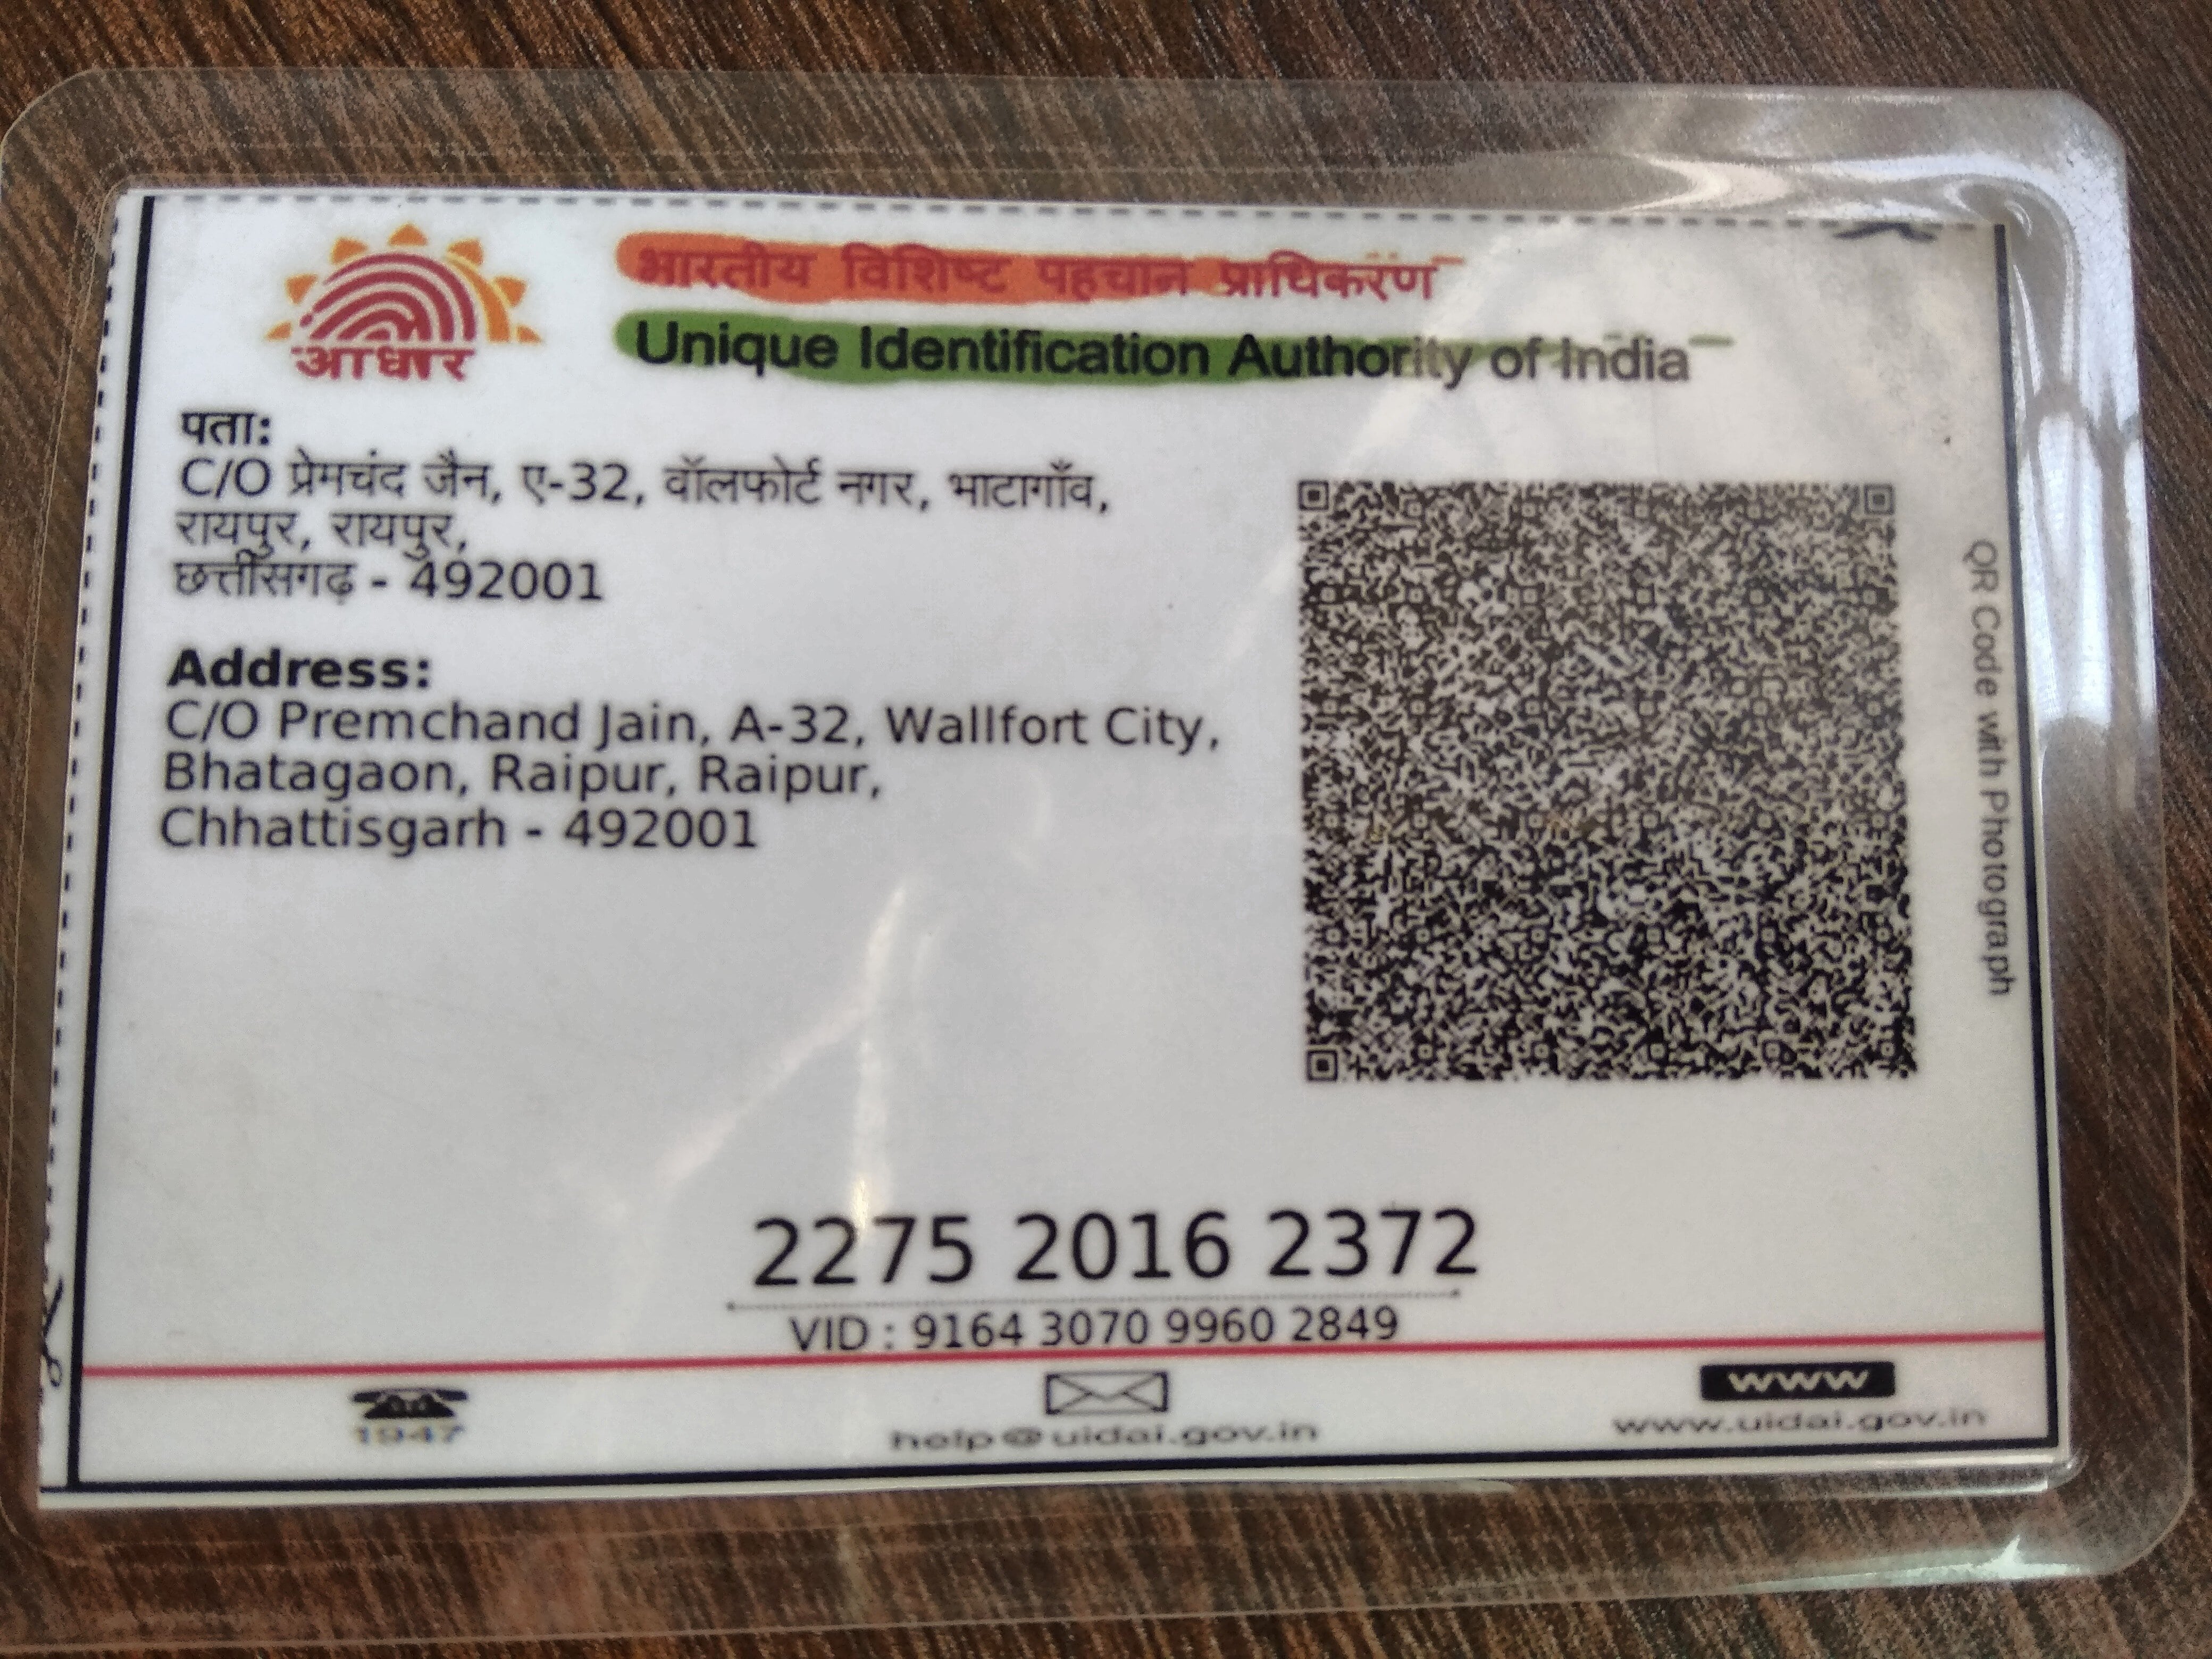 आधार
भारतीय विशिष्ट पहचान प्राधिकरण
Unique Identification Authority of India
पता:
C/O प्रेमचंद जैन, ए-32, वॉलफोर्ट नगर, भाटागाँव,
रायपुर, रायपुर,
छत्तीसगढ़ - 492001
Address:
C/O Premchand Jain, A-32, Wallfort City,
Bhatagaon, Raipur, Raipur,
Chhattisgarh - 492001
QR Code with Photograph
2275 2016 2372
VID : 9164 3070 9960 2849
1947
help@uidai.gov.in
www
www.uidai.gov.in